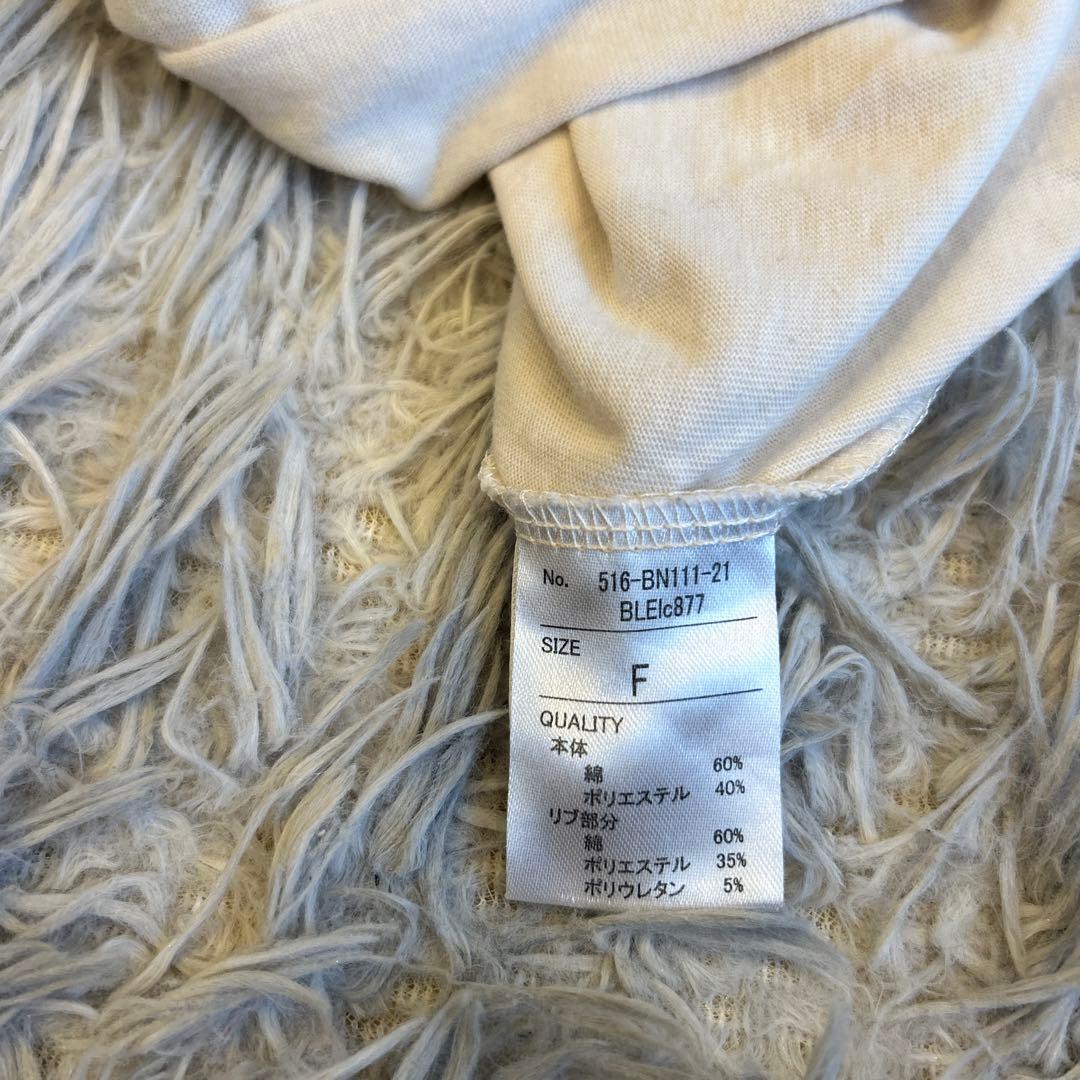 No. 516-BN111-21
BLEIc877
SIZE
F
QUALITY
本体
綿 60%
ポリエステル 40%
リブ部分
綿 60%
ポリエステル 35%
ポリウレタン 5%